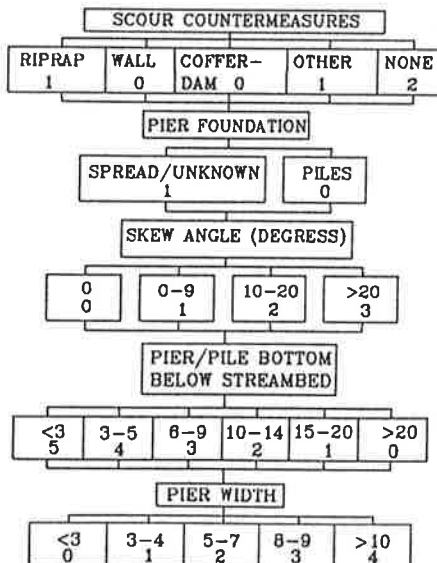 SCOUR COUNTERMEASURES
RIPRAP WALL COFFER- OTHER NONE
1 0 DAM 0 1 2
PIER FOUNDATION
SPREAD/UNKNOWN PILES
1 0
SKEW ANGLE (DEGRESS)
0 0-9 10-20 >20
0 1 2 3
PIER/PILE BOTTOM
BELOW STREAMBED
<3 3-5 6-9 10-14 15-20 >20
5 4 3 2 1 0
PIER WIDTH
<3 3-4 5-7 8-9 >10
0 1 2 3 4